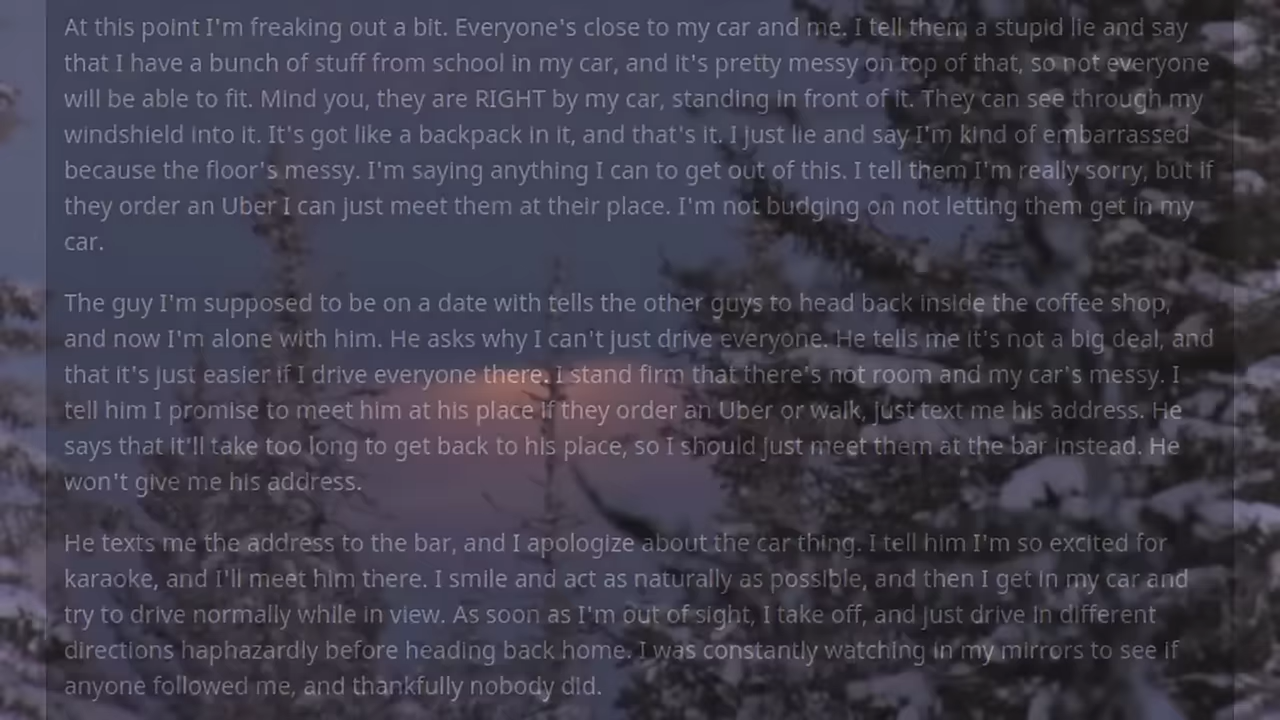 At this point I'm freaking out a bit. Everyone's close to my car and me. I tell them a stupid lie and say
that I have a bunch of stuff from school in my car, and it's pretty messy on top of that, so not everyone
will be able to fit. Mind you, they are RIGHT by my car, standing in front of it. They can see through my
windshield into it. It's got like a backpack in it, and that's it. I just lie and say I'm kind of embarrassed
because the floor's messy. I'm saying anything I can to get out of this. I tell them I'm really sorry, but if
they order an Uber I can just meet them at their place. I'm not budging on not letting them get in my
car.
The guy I'm supposed to be on a date with tells the other guys to head back inside the coffee shop,
and now I'm alone with him. He asks why I can't just drive everyone. He tells me it's not a big deal, and
that it's just easier if I drive everyone there. I stand firm that there's not room and my car's messy. I
tell him I promise to meet him at his place if they order an Uber or walk, just text me his address. He
says that it'll take too long to get back to his place, so I should just meet them at the bar instead. He
won't give me his address.
He texts me the address to the bar, and I apologize about the car thing. I tell him I'm so excited for
karaoke, and I'll meet him there. I smile and act as naturally as possible, and then I get in my car and
try to drive normally while in view. As soon as I'm out of sight, I take off, and just drive in different
directions haphazardly before heading back home. I was constantly watching in my mirrors to see if
anyone followed me, and thankfully nobody did.